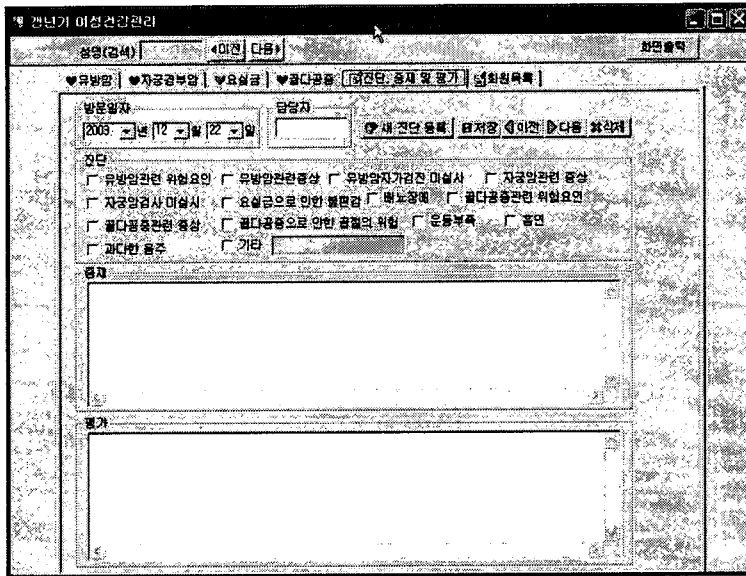 갱년기 여성건강관리
성명(검색) 이전 다음 화면출력
유방암 자궁경부암 요실금 골다공증 진단, 중재 및 평가 회원목록
방문일자 담당자
2003 년 12 월 22 일 새 진단 등록 저장 이전 다음 삭제
진단
유방암관련 위험요인 유방암관련증상 유방암자가검진 미실시 자궁암관련 증상
자궁암검사 미실시 요실금으로 인한 불편감 배뇨장애 골다공증관련 위험요인
골다공증관련 증상 골다공증으로 인한 골절의 위험 운동부족 흡연
과다한 음주 기타
중재
평가